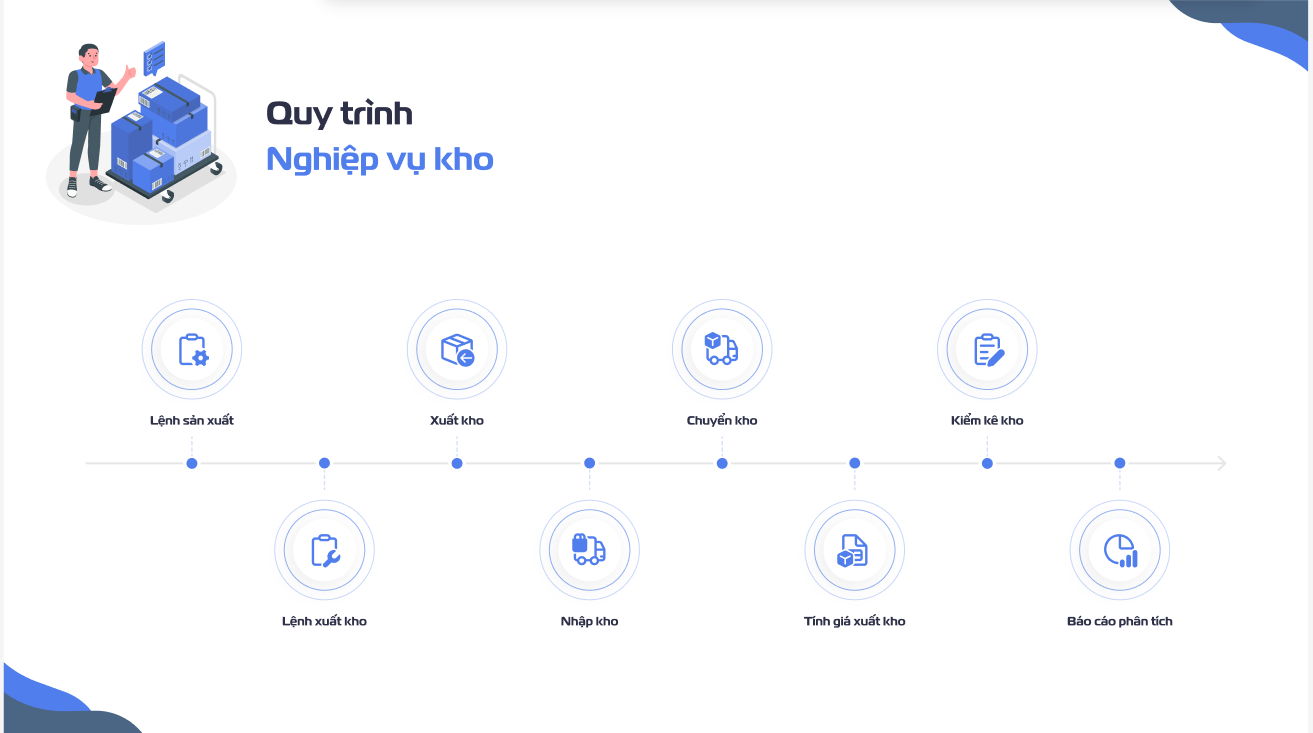 Quy trình
Nghiệp vụ kho
Lệnh sản xuất
Xuất kho
Chuyển kho
Kiểm kê kho
Lệnh xuất kho
Nhập kho
Tính giá xuất kho
Báo cáo phân tích